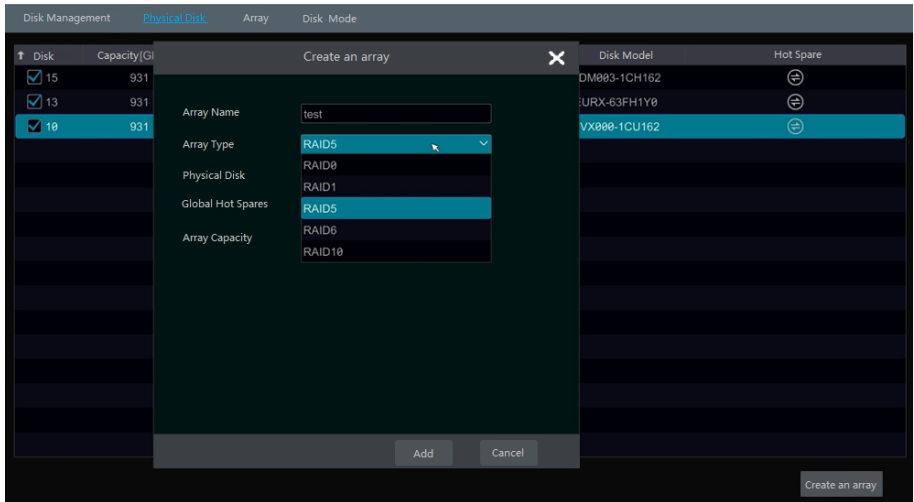 Disk Management Physical Disk Array Disk Mode
Disk Capacity[G Create an array Disk Model Hot Spare
15 931 DM003-1CH162
13 931 URX-63FH1Y0
10 931 VX000-1CU162
Array Name test
Array Type RAID5
RAID0
Physical Disk
RAID1
Global Hot Spares RAID5
RAID6
Array Capacity
RAID10
Add Cancel
Create an array